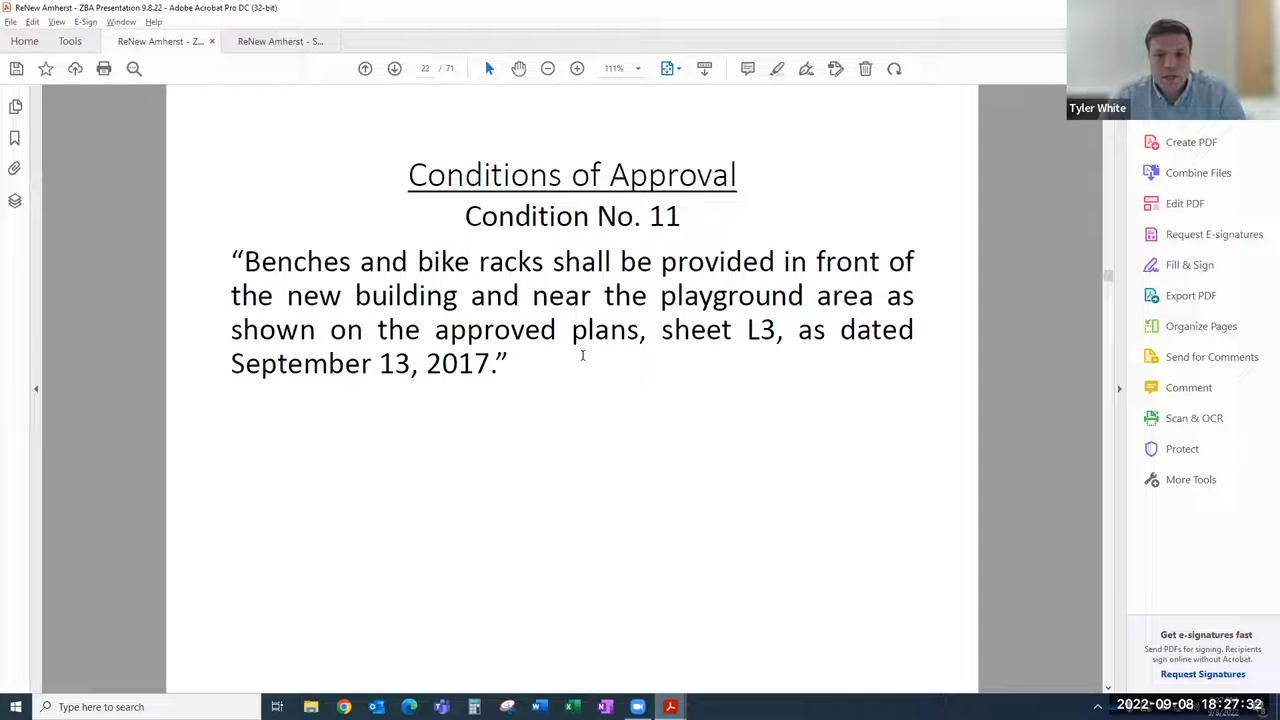 ReNew Amherst - ZBA Presentation 9.8.22 - Adobe Acrobat Pro DC (32-bit)
File Edit View E-Sign Window Help
Home Tools ReNew Amherst - Z... × ReNew Amherst - S...
22 / 71 111%
Tyler White
Conditions of Approval
Condition No. 11
“Benches and bike racks shall be provided in front of
the new building and near the playground area as
shown on the approved plans, sheet L3, as dated
September 13, 2017.”
Create PDF
Combine Files
Edit PDF
Request E-signatures
Fill & Sign
Export PDF
Organize Pages
Send for Comments
Comment
Scan & OCR
Protect
More Tools
Get e-signatures fast
Send PDFs for signing. Recipients
sign online without Acrobat.
Request Signatures
Type here to search
2022-09-08 18:27:32